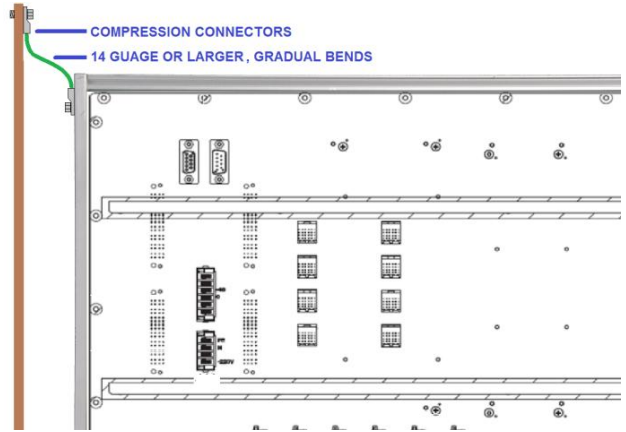 COMPRESSION CONNECTORS
14 GUAGE OR LARGER, GRADUAL BENDS